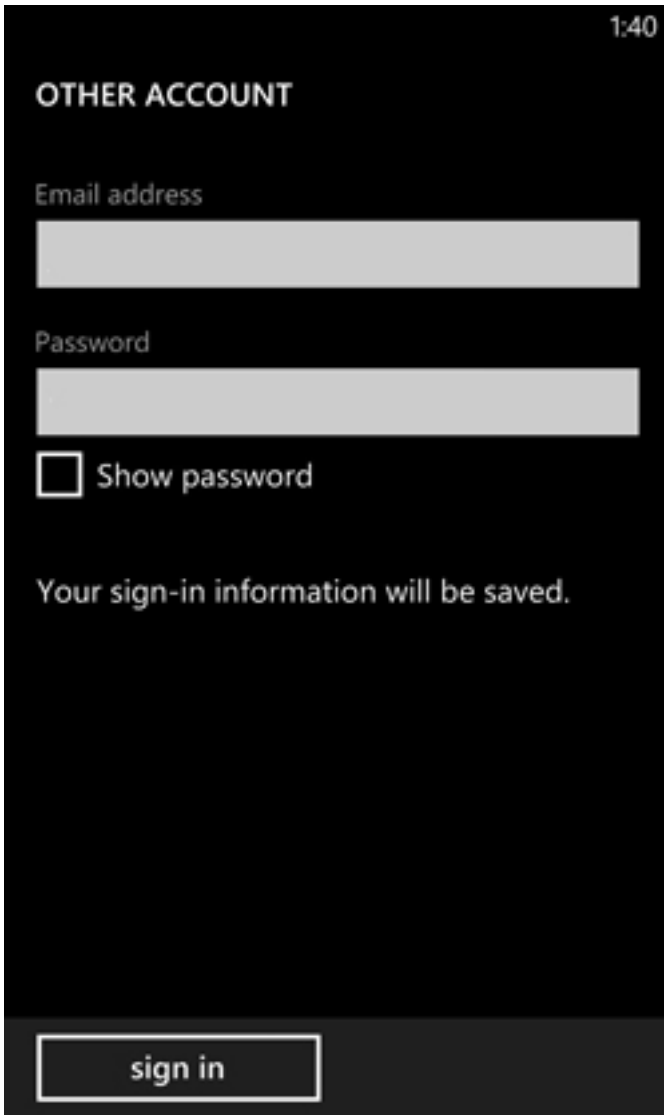 1:40
OTHER ACCOUNT
Email address
Password
Show password
Your sign-in information will be saved.
sign in